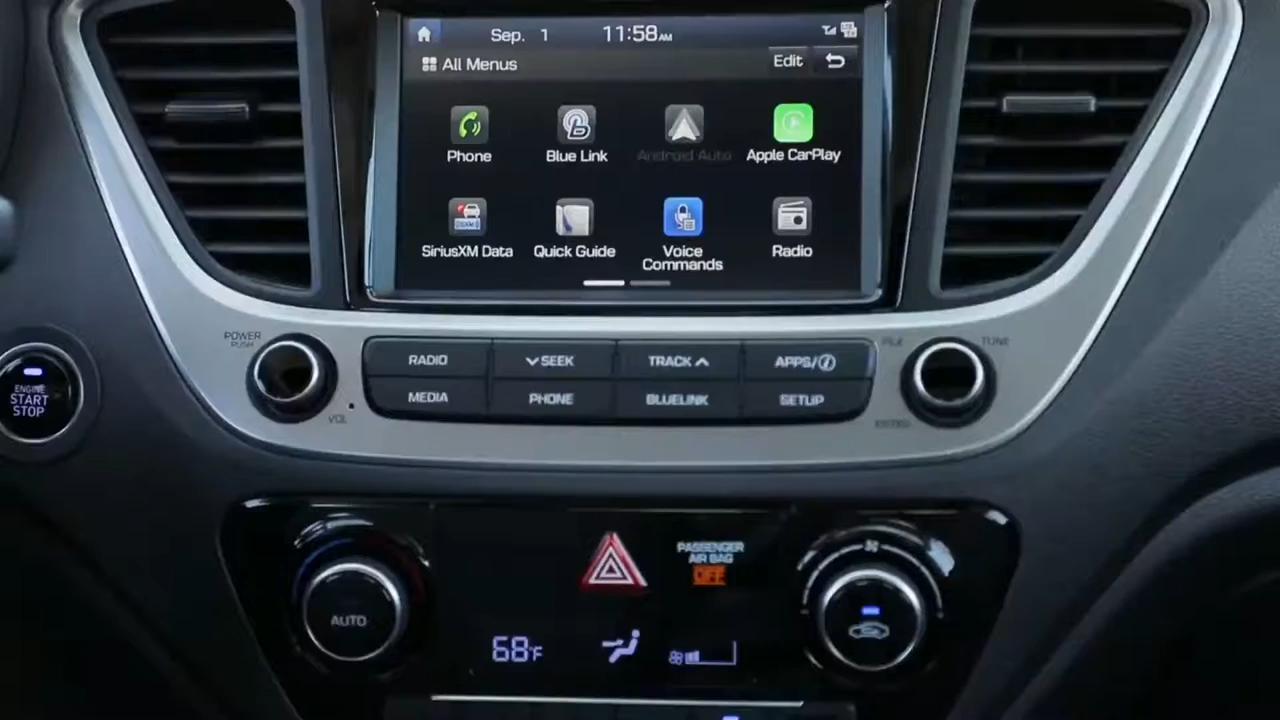 Sep. 1 11:58AM
All Menus Edit
Phone Blue Link Android Auto Apple CarPlay
SiriusXM Data Quick Guide Voice Commands Radio
POWER
PUSH
VOL
RADIO SEEK TRACK APPS/i
MEDIA PHONE BLUELINK SETUP
FILE TUNE
ENGINE
START
STOP
PASSENGER
AIR BAG
OFF
AUTO
68°F